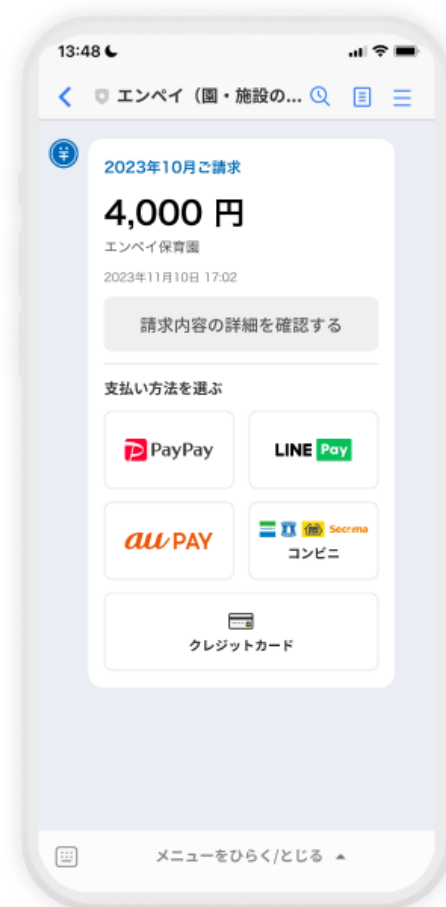 13:48
エンペイ（園・施設の...
2023年10月ご請求
4,000 円
エンペイ保育園
2023年11月10日 17:02
請求内容の詳細を確認する
支払い方法を選ぶ
PayPay
LINE Pay
au PAY
Secoma
コンビニ
クレジットカード
メニューをひらく/とじる